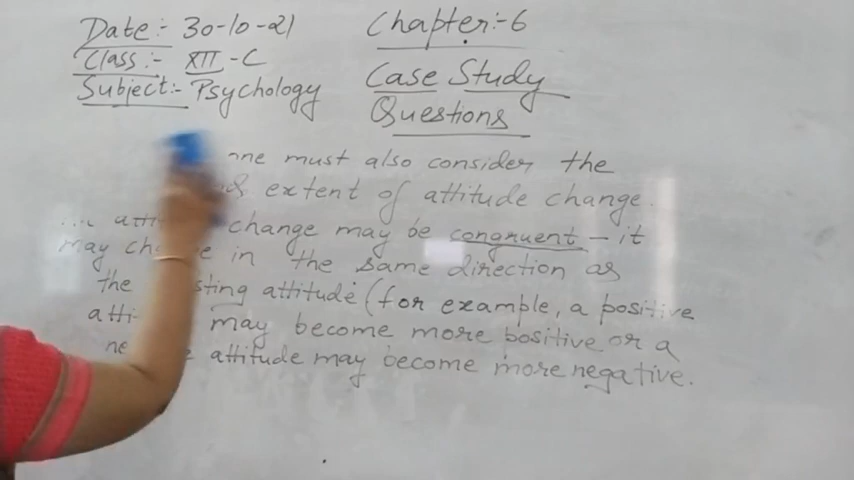 Date:- 30-10-21
Chapter:-6
Class:- XII - C
Case Study
Subject:- Psychology
Questions
one must also consider the
extent of attitude change.
change may be congruent - it
may in the same direction as
the attitude (for example, a positive
may become more positive or a
attitude may become more negative.